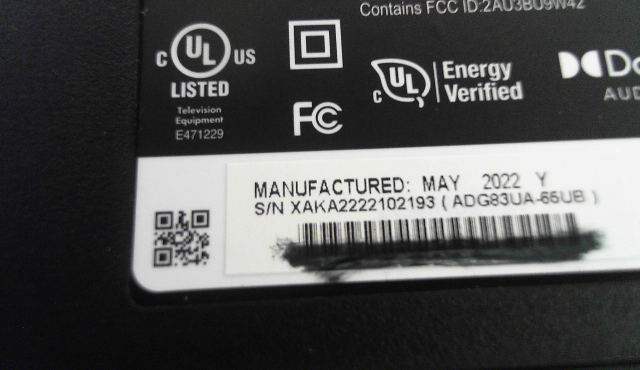 Contains FCC ID:2AU3BU9W42
C UL US
LISTED
Television
Equipment
E471229
FC
C UL Energy
Verified
MANUFACTURED: MAY 2022 Y
S/N XAKA2222102193 ( ADG83UA-65UB )